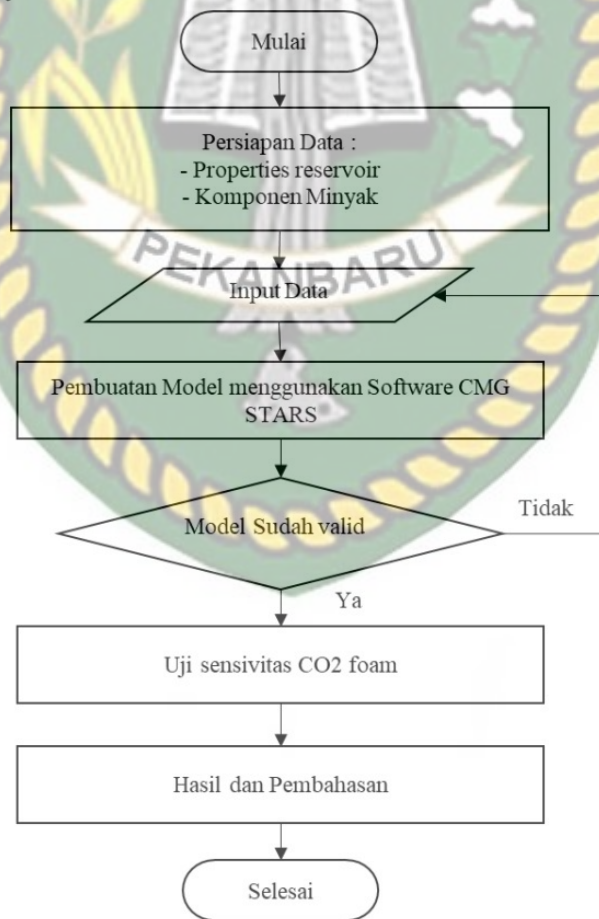 Mulai
Persiapan Data :
- Properties reservoir
- Komponen Minyak
PEKANBARU
Input Data
Pembuatan Model menggunakan Software CMG
STARS
Model Sudah valid
Tidak
Ya
Uji sensivitas CO2 foam
Hasil dan Pembahasan
Selesai